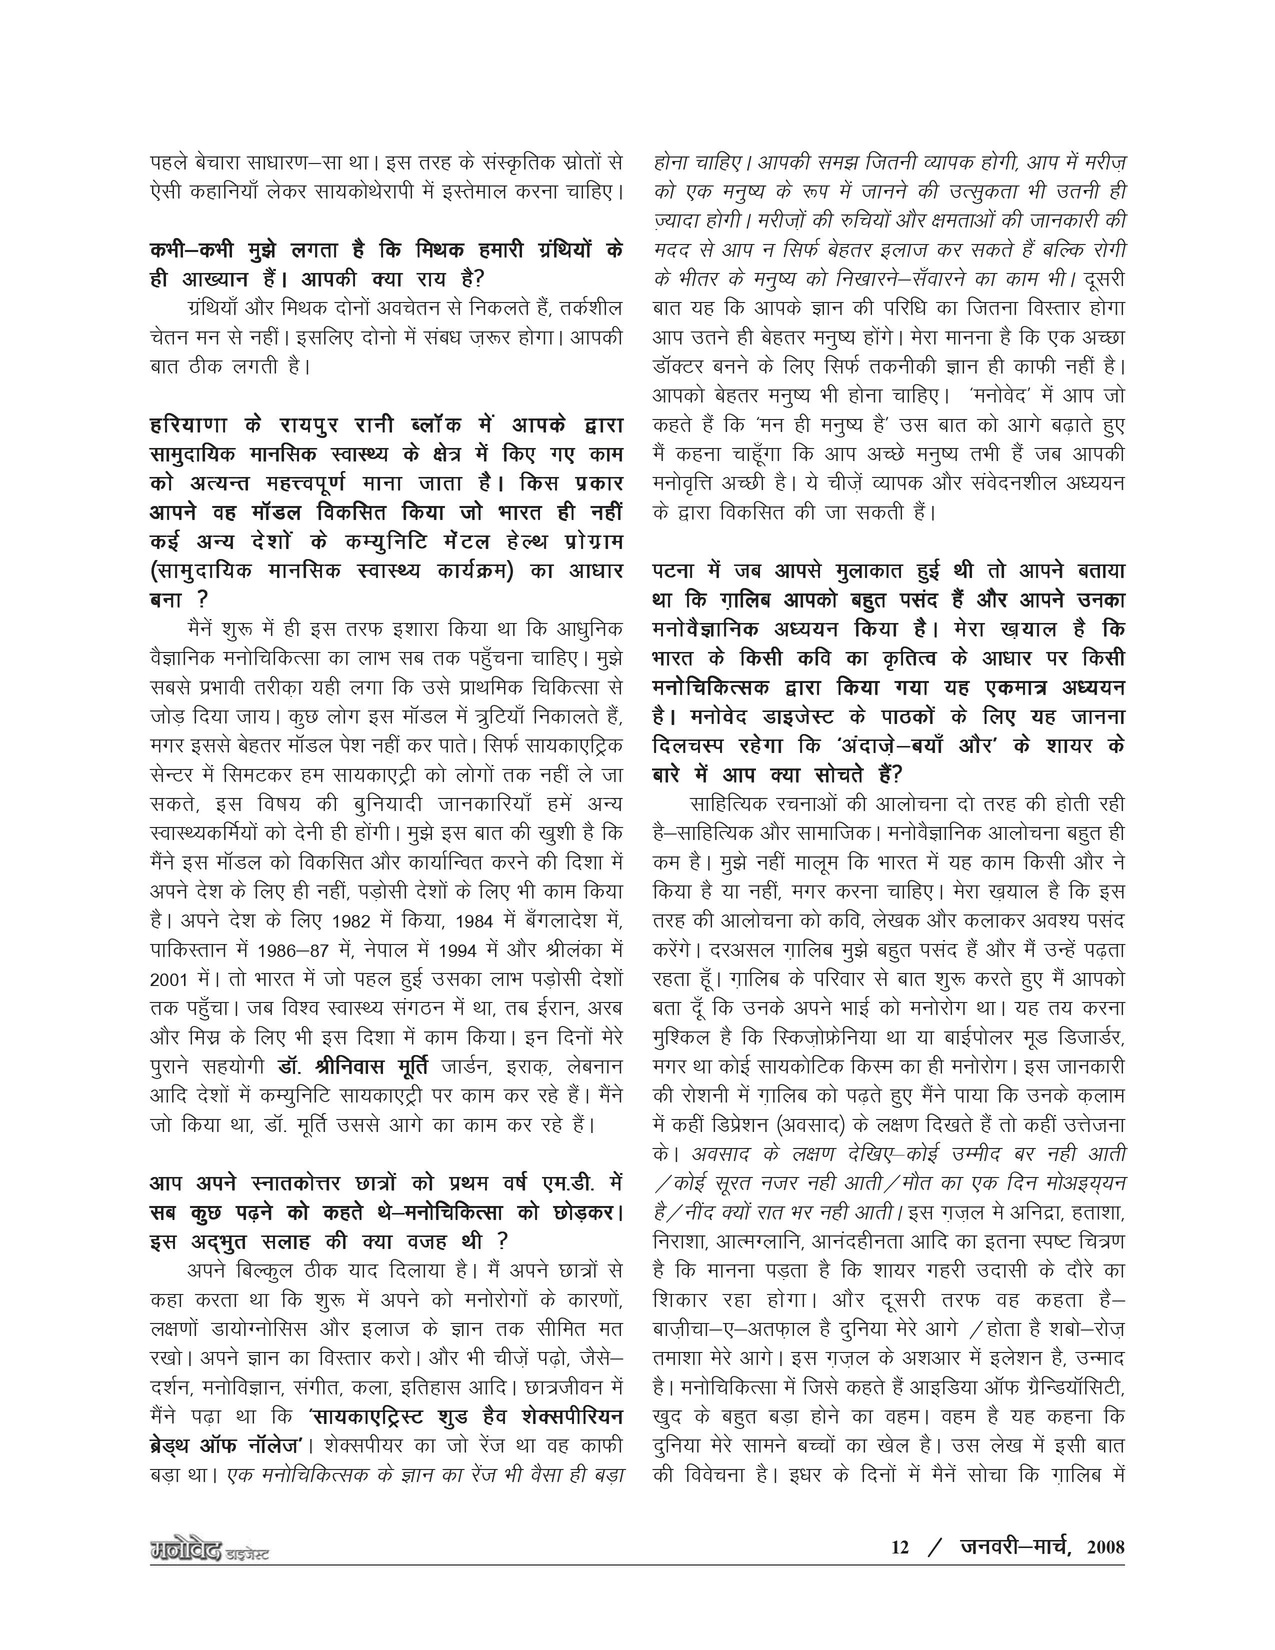 पहले बेचारा साधारण–सा था। इस तरह के संस्कृतिक स्रोतों से
ऐसी कहानियाँ लेकर सायकोथेरापी में इस्तेमाल करना चाहिए।
कभी–कभी मुझे लगता है कि मिथक हमारी ग्रंथियों के
ही आख्यान हैं। आपकी क्या राय है?
ग्रंथियाँ और मिथक दोनों अवचेतन से निकलते हैं, तर्कशील
चेतन मन से नहीं। इसलिए दोनो में संबध ज़रूर होगा। आपकी
बात ठीक लगती है।
हरियाणा के रायपुर रानी ब्लॉक में आपके द्वारा
सामुदायिक मानसिक स्वास्थ्य के क्षेत्र में किए गए काम
को अत्यन्त महत्त्वपूर्ण माना जाता है। किस प्रकार
आपने वह मॉडल विकसित किया जो भारत ही नहीं
कई अन्य देशों के कम्युनिटि मेंटल हेल्थ प्रोग्राम
(सामुदायिक मानसिक स्वास्थ्य कार्यक्रम) का आधार
बना ?
मैनें शुरू में ही इस तरफ इशारा किया था कि आधुनिक
वैज्ञानिक मनोचिकित्सा का लाभ सब तक पहुँचना चाहिए। मुझे
सबसे प्रभावी तरीक़ा यही लगा कि उसे प्राथमिक चिकित्सा से
जोड़ दिया जाय। कुछ लोग इस मॉडल में त्रुटियाँ निकालते हैं,
मगर इससे बेहतर मॉडल पेश नहीं कर पाते। सिर्फ सायकाएट्रिक
सेन्टर में सिमटकर हम सायकाएट्री को लोगों तक नहीं ले जा
सकते, इस विषय की बुनियादी जानकारियाँ हमें अन्य
स्वास्थ्यकर्मियों को देनी ही होंगी। मुझे इस बात की खुशी है कि
मैंने इस मॉडल को विकसित और कार्यान्वित करने की दिशा में
अपने देश के लिए ही नहीं, पड़ोसी देशों के लिए भी काम किया
है। अपने देश के लिए 1982 में किया, 1984 में बँगलादेश में,
पाकिस्तान में 1986–87 में, नेपाल में 1994 में और श्रीलंका में
2001 में। तो भारत में जो पहल हुई उसका लाभ पड़ोसी देशों
तक पहुँचा। जब विश्व स्वास्थ्य संगठन में था, तब ईरान, अरब
और मिस्र के लिए भी इस दिशा में काम किया। इन दिनों मेरे
पुराने सहयोगी डॉ. श्रीनिवास मूर्ति जार्डन, इराक़, लेबनान
आदि देशों में कम्युनिटि सायकाएट्री पर काम कर रहे हैं। मैंने
जो किया था, डॉ. मूर्ति उससे आगे का काम कर रहे हैं।
आप अपने स्नातकोत्तर छात्रों को प्रथम वर्ष एम.डी. में
सब कुछ पढ़ने को कहते थे–मनोचिकित्सा को छोड़कर।
इस अद्भुत सलाह की क्या वजह थी ?
अपने बिल्कुल ठीक याद दिलाया है। मैं अपने छात्रों से
कहा करता था कि शुरू में अपने को मनोरोगों के कारणों,
लक्षणों डायोग्नोसिस और इलाज के ज्ञान तक सीमित मत
रखो। अपने ज्ञान का विस्तार करो। और भी चीज़ें पढ़ो, जैसे–
दर्शन, मनोविज्ञान, संगीत, कला, इतिहास आदि। छात्रजीवन में
मैंने पढ़ा था कि 'सायकाएट्रिस्ट शुड हैव शेक्सपीरियन
ब्रेड्थ ऑफ नॉलेज'। शेक्सपीयर का जो रेंज था वह काफी
बड़ा था। एक मनोचिकित्सक के ज्ञान का रेंज भी वैसा ही बड़ा
होना चाहिए। आपकी समझ जितनी व्यापक होगी, आप में मरीज़
को एक मनुष्य के रूप में जानने की उत्सुकता भी उतनी ही
ज़्यादा होगी। मरीज़ों की रुचियों और क्षमताओं की जानकारी की
मदद से आप न सिर्फ बेहतर इलाज कर सकते हैं बल्कि रोगी
के भीतर के मनुष्य को निखारने–सँवारने का काम भी। दूसरी
बात यह कि आपके ज्ञान की परिधि का जितना विस्तार होगा
आप उतने ही बेहतर मनुष्य होंगे। मेरा मानना है कि एक अच्छा
डॉक्टर बनने के लिए सिर्फ तकनीकी ज्ञान ही काफी नहीं है।
आपको बेहतर मनुष्य भी होना चाहिए। 'मनोवेद' में आप जो
कहते हैं कि 'मन ही मनुष्य है' उस बात को आगे बढ़ाते हुए
मैं कहना चाहूँगा कि आप अच्छे मनुष्य तभी हैं जब आपकी
मनोवृत्ति अच्छी है। ये चीज़ें व्यापक और संवेदनशील अध्ययन
के द्वारा विकसित की जा सकती हैं।
पटना में जब आपसे मुलाकात हुई थी तो आपने बताया
था कि ग़ालिब आपको बहुत पसंद हैं और आपने उनका
मनोवैज्ञानिक अध्ययन किया है। मेरा ख़याल है कि
भारत के किसी कवि का कृतित्व के आधार पर किसी
मनोचिकित्सक द्वारा किया गया यह एकमात्र अध्ययन
है। मनोवेद डाइजेस्ट के पाठकों के लिए यह जानना
दिलचस्प रहेगा कि 'अंदाज़े–बयाँ और' के शायर के
बारे में आप क्या सोचते हैं?
साहित्यिक रचनाओं की आलोचना दो तरह की होती रही
है–साहित्यिक और सामाजिक। मनोवैज्ञानिक आलोचना बहुत ही
कम है। मुझे नहीं मालूम कि भारत में यह काम किसी और ने
किया है या नहीं, मगर करना चाहिए। मेरा ख़याल है कि इस
तरह की आलोचना को कवि, लेखक और कलाकर अवश्य पसंद
करेंगे। दरअसल ग़ालिब मुझे बहुत पसंद हैं और मैं उन्हें पढ़ता
रहता हूँ। ग़ालिब के परिवार से बात शुरू करते हुए मैं आपको
बता दूँ कि उनके अपने भाई को मनोरोग था। यह तय करना
मुश्किल है कि स्किज़ोफ्रेनिया था या बाईपोलर मूड डिजार्डर,
मगर था कोई सायकोटिक किस्म का ही मनोरोग। इस जानकारी
की रोशनी में ग़ालिब को पढ़ते हुए मैंने पाया कि उनके क़लाम
में कहीं डिप्रेशन (अवसाद) के लक्षण दिखते हैं तो कहीं उत्तेजना
के। अवसाद के लक्षण देखिए–कोई उम्मीद बर नही आती
/कोई सूरत नजर नही आती/मौत का एक दिन मोअइय्यन
है/नींद क्यों रात भर नही आती। इस ग़ज़ल मे अनिद्रा, हताशा,
निराशा, आत्मग्लानि, आनंदहीनता आदि का इतना स्पष्ट चित्रण
है कि मानना पड़ता है कि शायर गहरी उदासी के दौरे का
शिकार रहा होगा। और दूसरी तरफ वह कहता है–
बाज़ीचा–ए–अतफ़ाल है दुनिया मेरे आगे /होता है शबो–रोज़
तमाशा मेरे आगे। इस ग़ज़ल के अशआर में इलेशन है, उन्माद
है। मनोचिकित्सा में जिसे कहते हैं आइडिया ऑफ ग्रैन्डियॉसिटी,
खुद के बहुत बड़ा होने का वहम। वहम है यह कहना कि
दुनिया मेरे सामने बच्चों का खेल है। उस लेख में इसी बात
की विवेचना है। इधर के दिनों में मैनें सोचा कि ग़ालिब में
मनोवेद डाइजेस्ट
12 / जनवरी–मार्च, 2008